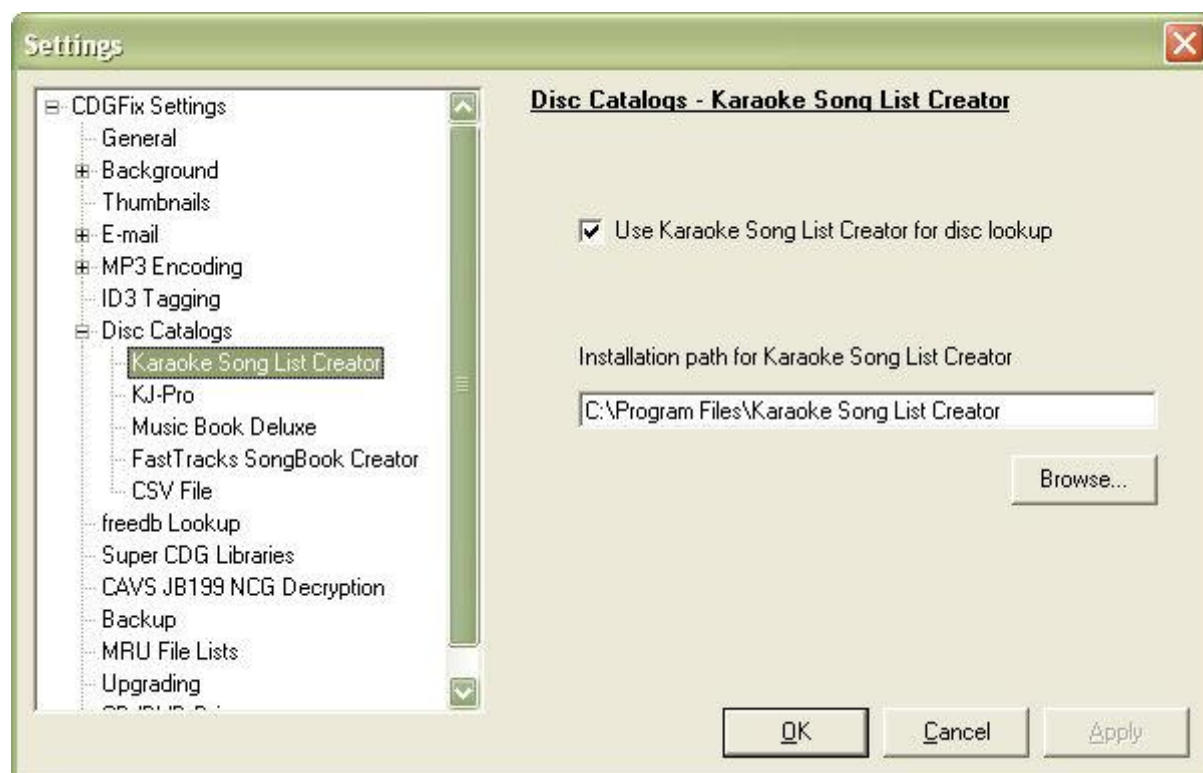 Settings
CDGFix Settings
General
Background
Thumbnails
E-mail
MP3 Encoding
ID3 Tagging
Disc Catalogs
Karaoke Song List Creator
KJ-Pro
Music Book Deluxe
FastTracks SongBook Creator
CSV File
freedb Lookup
Super CDG Libraries
CAVS JB199 NCG Decryption
Backup
MRU File Lists
Upgrading
Disc Catalogs - Karaoke Song List Creator
Use Karaoke Song List Creator for disc lookup
Installation path for Karaoke Song List Creator
C:\Program Files\Karaoke Song List Creator
Browse...
OK Cancel Apply